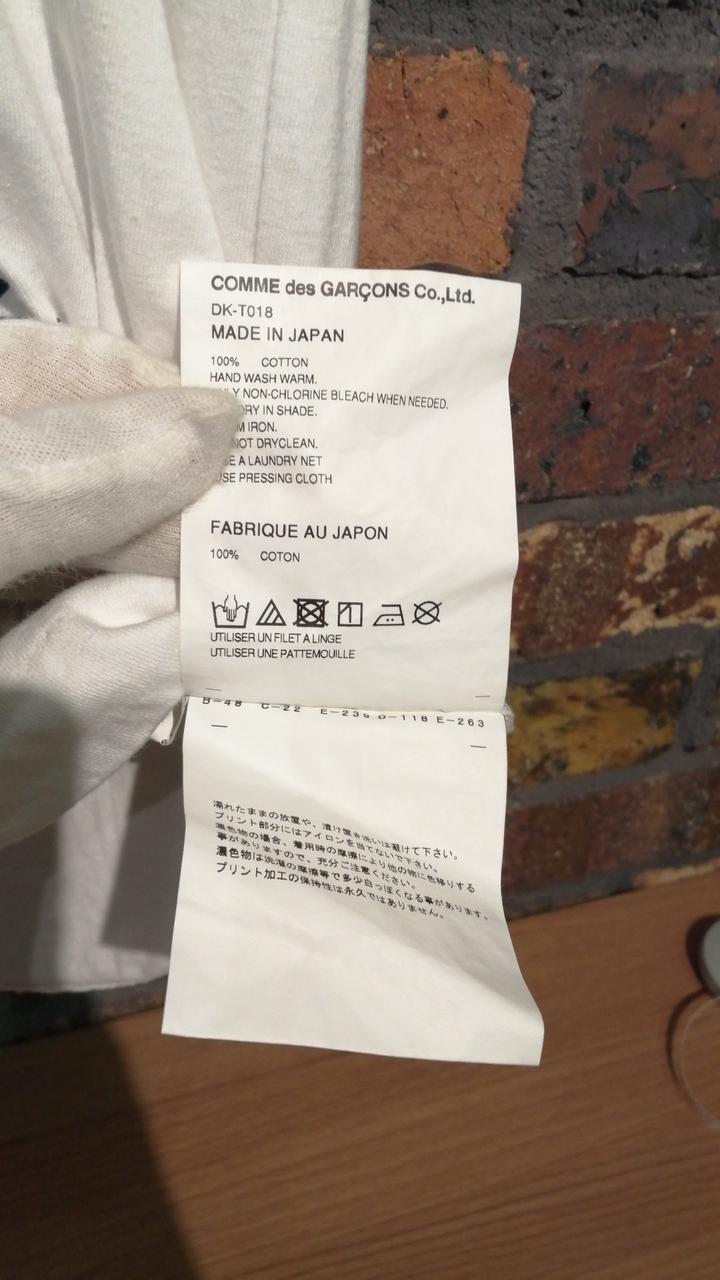 COMME des GARÇONS Co.,Ltd.
DK-T018
MADE IN JAPAN
100% COTTON
HAND WASH WARM.
NON-CHLORINE BLEACH WHEN NEEDED.
DRY IN SHADE.
IRON.
NOT DRYCLEAN.
A LAUNDRY NET
USE PRESSING CLOTH
FABRIQUE AU JAPON
100% COTON
UTILISER UN FILET A LINGE
UTILISER UNE PATTEMOUILLE
B-48 C-22 E-239 D-118 E-263
濡れたままの放置や、漬け置き洗いは避けて下さい。
プリント部分にはアイロンを当てないで下さい。
濃色物の場合、着用時の摩擦により他の物に色移りする
事がありますので、充分ご注意ください。
濃色物は洗濯の摩擦等で多少白っぽくなる事があります。
プリント加工の保持性は永久ではありません。